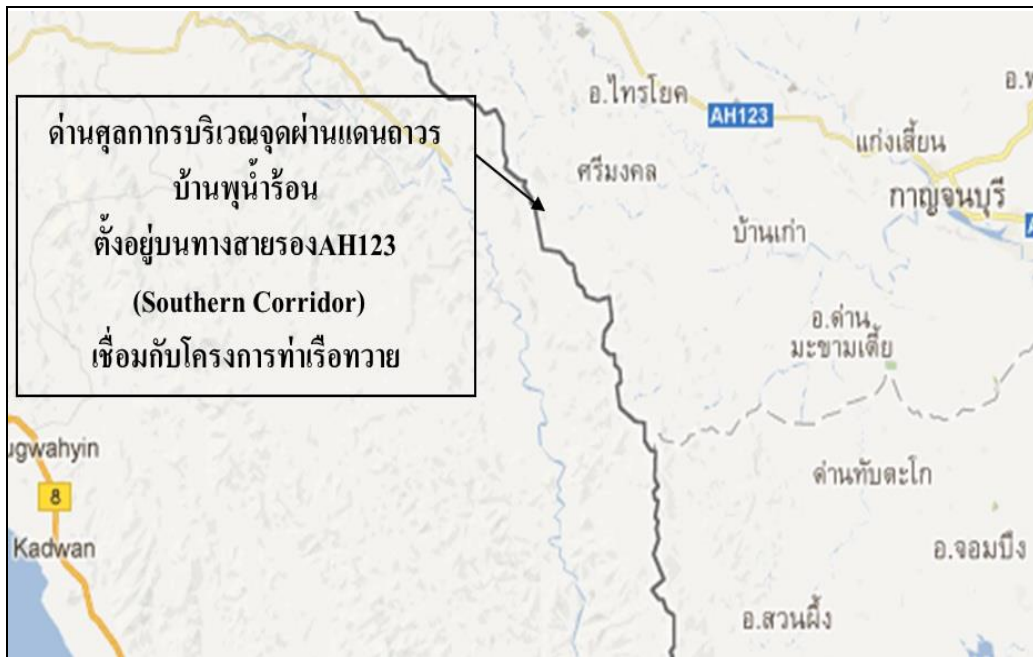 อ.ไทรโยค
AH123
แก่งเสี้ยน
ศรีมงคล
กาญจนบุรี
บ้านเก่า
ด่านศุลกากรบริเวณจุดผ่านแดนถาวร
บ้านพุน้ำร้อน
ตั้งอยู่บนทางสายรองAH123
(Southern Corridor)
เชื่อมกับโครงการท่าเรือทวาย
อ.ด่าน
มะขามเตี้ย
ugwahyin
8
Kadwan
ด่านทับตะโก
อ.จอมบึง
อ.สวนผึ้ง